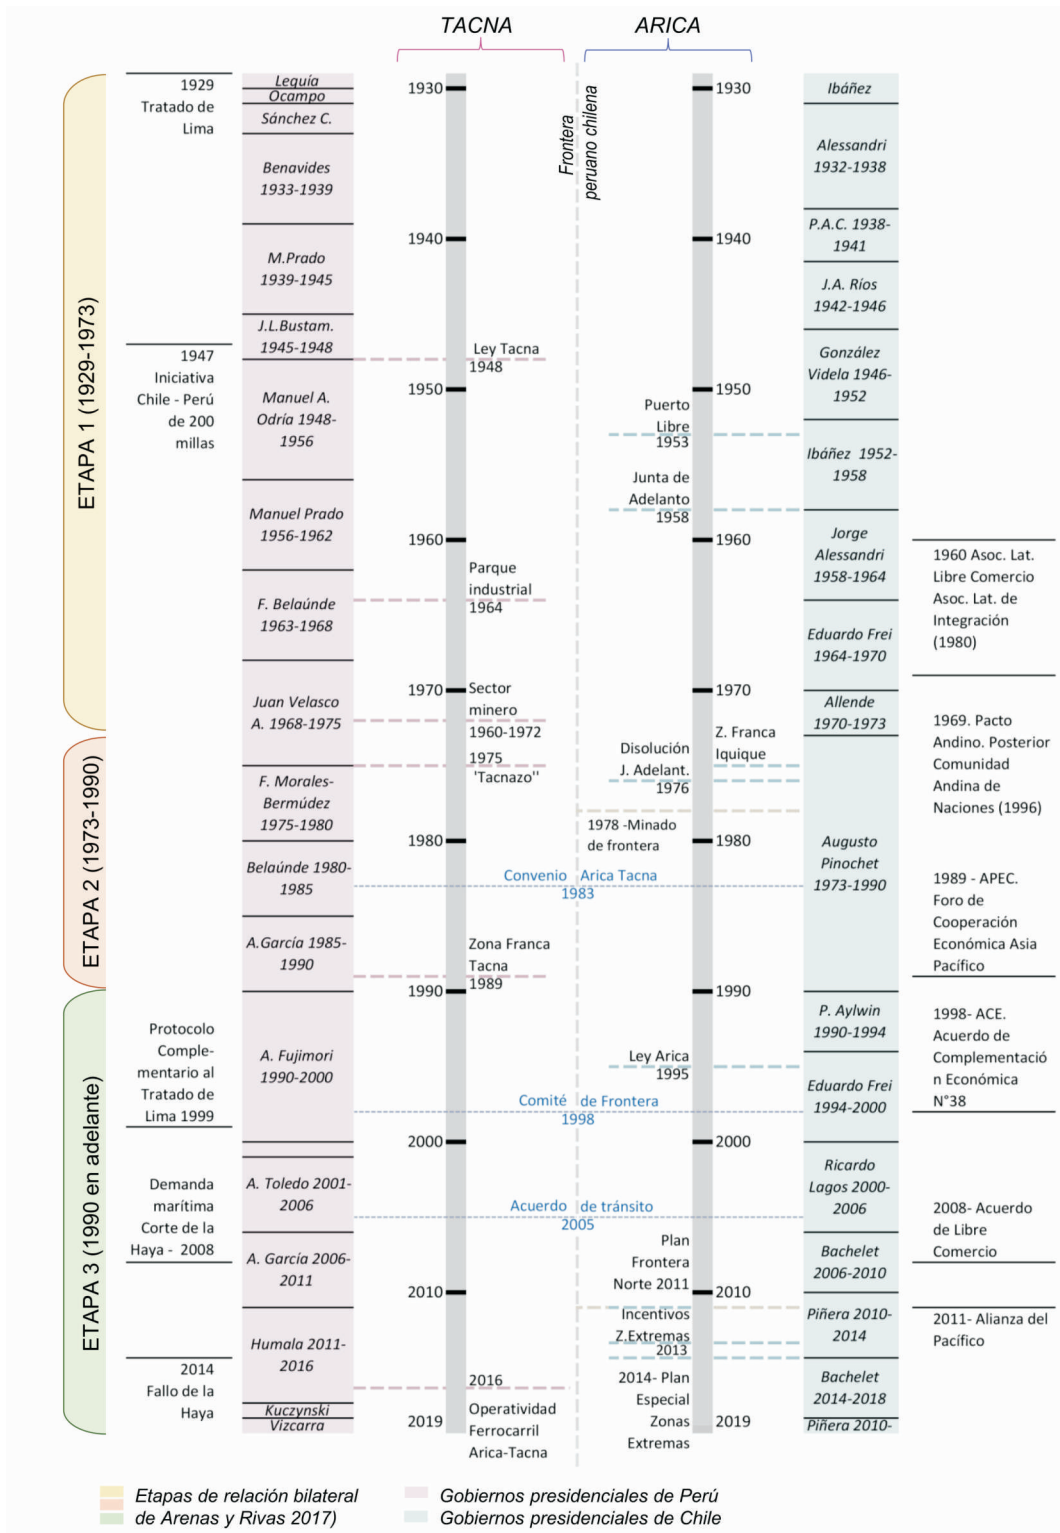 TACNA
ARICA
Frontera
peruano chilena
ETAPA 1 (1929-1973)
ETAPA 2 (1973-1990)
ETAPA 3 (1990 en adelante)
1929
Tratado de
Lima
1947
Iniciativa
Chile - Perú
de 200
millas
Protocolo
Comple-
mentario al
Tratado de
Lima 1999
Demanda
marítima
Corte de la
Haya - 2008
2014
Fallo de la
Haya
Leguía
Ocampo
Sánchez C.
Benavides
1933-1939
M.Prado
1939-1945
J.L.Bustam.
1945-1948
Manuel A.
Odría 1948-
1956
Manuel Prado
1956-1962
F. Belaúnde
1963-1968
Juan Velasco
A. 1968-1975
F. Morales-
Bermúdez
1975-1980
Belaúnde 1980-
1985
A.García 1985-
1990
A. Fujimori
1990-2000
A. Toledo 2001-
2006
A. García 2006-
2011
Humala 2011-
2016
Kuczynski
Vizcarra
1930
1940
1950
1960
1970
1980
1990
2000
2010
2019
Ley Tacna
1948
Parque
industrial
1964
Sector
minero
1960-1972
1975
'Tacnazo''
Zona Franca
Tacna
1989
2016
Operatividad
Ferrocarril
Arica-Tacna
Convenio Arica Tacna
1983
Comité de Frontera
1998
Acuerdo de tránsito
2005
Puerto
Libre
1953
Junta de
Adelanto
1958
Disolución
J. Adelant.
1976
Z. Franca
Iquique
1978 -Minado
de frontera
Ley Arica
1995
Plan
Frontera
Norte 2011
Incentivos
Z.Extremas
2013
2014- Plan
Especial
Zonas
Extremas
1930
1940
1950
1960
1970
1980
1990
2000
2010
2019
Ibáñez
Alessandri
1932-1938
P.A.C. 1938-
1941
J.A. Ríos
1942-1946
González
Videla 1946-
1952
Ibáñez 1952-
1958
Jorge
Alessandri
1958-1964
Eduardo Frei
1964-1970
Allende
1970-1973
Augusto
Pinochet
1973-1990
P. Aylwin
1990-1994
Eduardo Frei
1994-2000
Ricardo
Lagos 2000-
2006
Bachelet
2006-2010
Piñera 2010-
2014
Bachelet
2014-2018
Piñera 2010-
1960 Asoc. Lat.
Libre Comercio
Asoc. Lat. de
Integración
(1980)
1969. Pacto
Andino. Posterior
Comunidad
Andina de
Naciones (1996)
1989 - APEC.
Foro de
Cooperación
Económica Asia
Pacífico
1998- ACE.
Acuerdo de
Complementació
n Económica
N°38
2008- Acuerdo
de Libre
Comercio
2011- Alianza del
Pacífico
Etapas de relación bilateral
de Arenas y Rivas 2017)
Gobiernos presidenciales de Perú
Gobiernos presidenciales de Chile